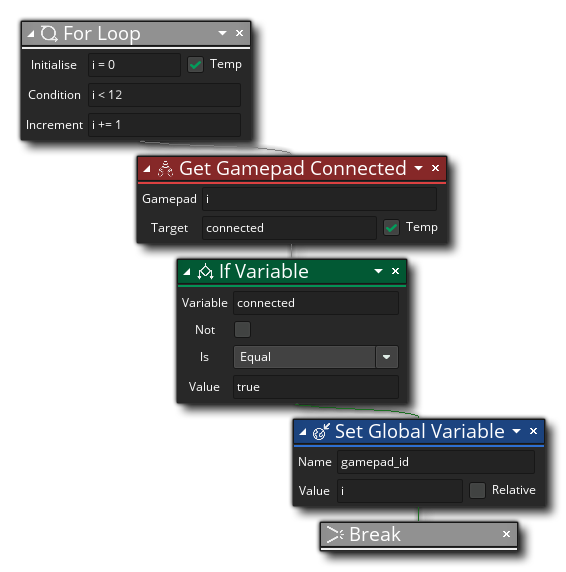 For Loop
Initialise i = 0 Temp
Condition i < 12
Increment i += 1
Get Gamepad Connected
Gamepad i
Target connected Temp
If Variable
Variable connected
Not
Is Equal
Value true
Set Global Variable
Name gamepad_id
Value i Relative
Break